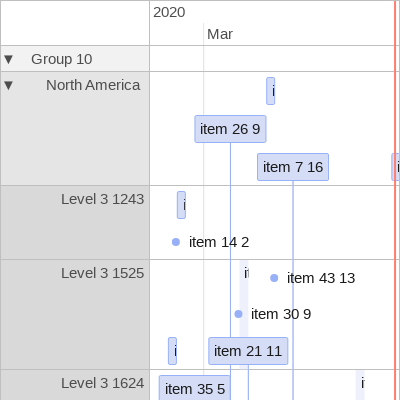 2020
Mar
▼ Group 10
▼ North America
i
item 26 9
item 7 16
i
Level 3 1243
i
item 14 2
Level 3 1525
it
item 43 13
item 30 9
i
item 21 11
Level 3 1624
i
item 35 5